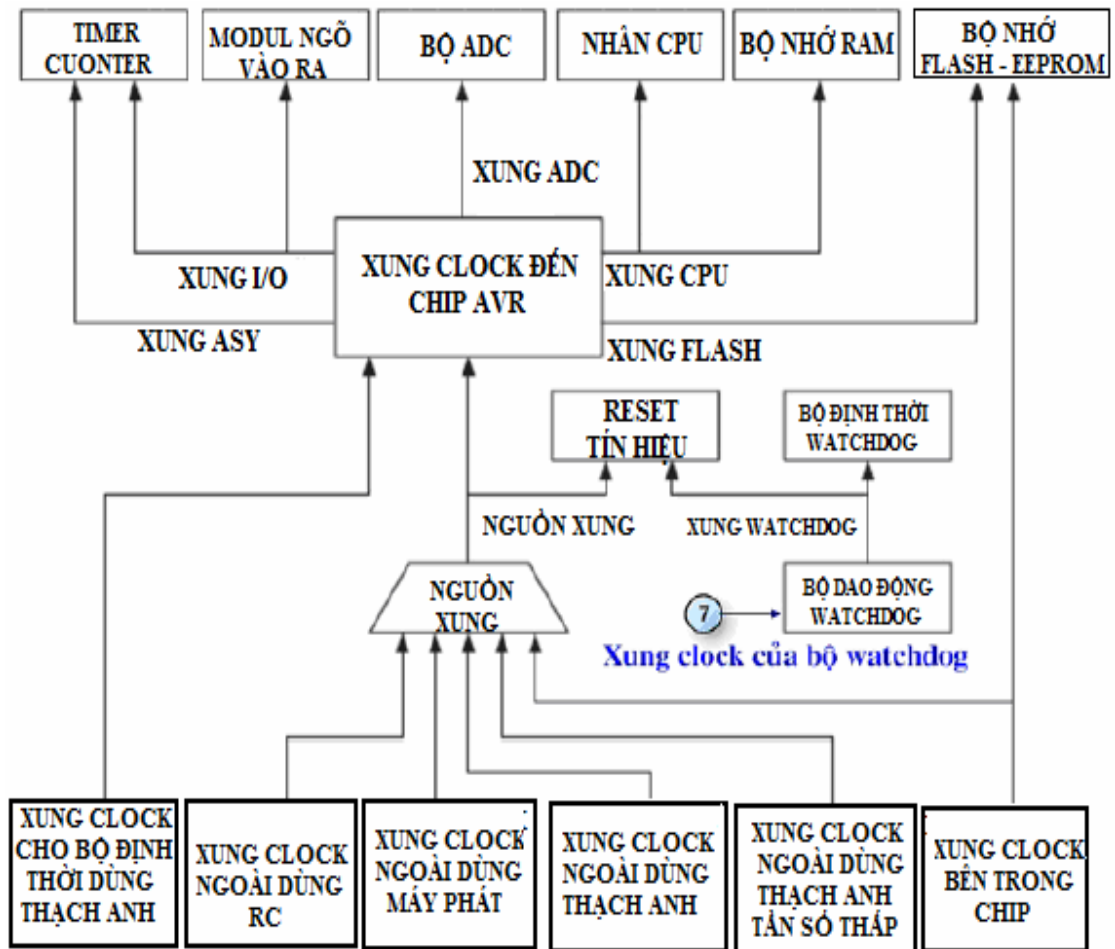 TIMER
CUONTER
MODUL NGÕ
VÀO RA
BỘ ADC
NHÂN CPU
BỘ NHỚ RAM
BỘ NHỚ
FLASH - EEPROM
XUNG ADC
XUNG I/O
XUNG CLOCK ĐẾN
CHIP AVR
XUNG CPU
XUNG ASY
XUNG FLASH
RESET
TÍN HIỆU
BỘ ĐỊNH THỜI
WATCHDOG
NGUỒN XUNG
XUNG WATCHDOG
NGUỒN
XUNG
7
BỘ DAO ĐỘNG
WATCHDOG
Xung clock của bộ watchdog
XUNG CLOCK
CHO BỘ ĐỊNH
THỜI DÙNG
THẠCH ANH
XUNG CLOCK
NGOÀI DÙNG
RC
XUNG CLOCK
NGOÀI DÙNG
MÁY PHÁT
XUNG CLOCK
NGOÀI DÙNG
THẠCH ANH
XUNG CLOCK
NGOÀI DÙNG
THẠCH ANH
TẦN SỐ THẤP
XUNG CLOCK
BÊN TRONG
CHIP